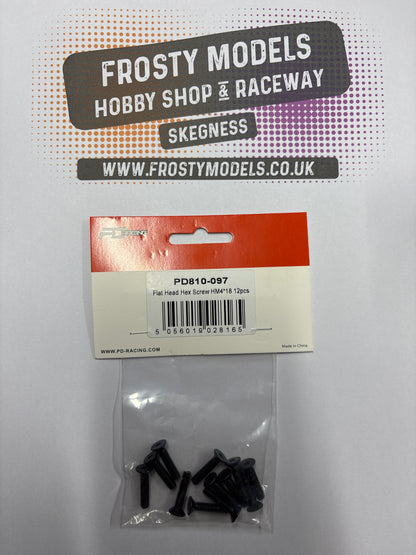 FROSTY MODELS
HOBBY SHOP & RACEWAY
SKEGNESS
WWW.FROSTYMODELS.CO.UK
PD810-097
Flat Head Hex Screw HM4*18 12pcs
5 056019 028165
WWW.PD-RACING.COM
Made in China